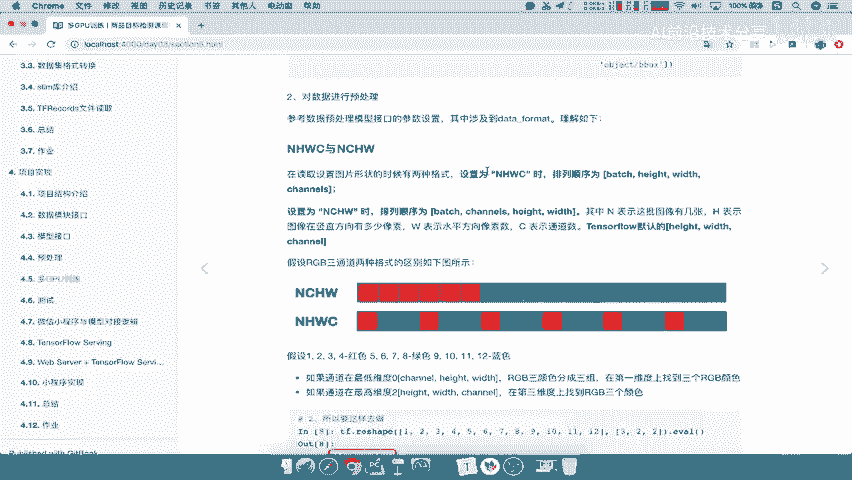 Chrome 文件 修改 视图 历史记录 书签 其他人 电动窗 帮助
100%
多GPU训练 | 商品目标检测课程
localhost:4000/day03/section5.html
3.3. 数据集格式转换
3.4. slim库介绍
3.5. TFRecords文件读取
3.6. 总结
3.7. 作业
4. 项目实现
4.1. 项目结构介绍
4.2. 数据模块接口
4.3. 模型接口
4.4. 预处理
4.5. 多GPU训练
4.6. 测试
4.7. 微信小程序与模型对接逻辑
4.8. TensorFlow Serving
4.9. Web Server + TensorFlow Servi...
4.10. 小程序实现
4.11. 总结
4.12. 作业
Published with GitBook
'object/bbox'])
2、对数据进行预处理
参考数据预处理模型接口的参数设置，其中涉及到data_format。理解如下：
NHWC与NCHW
在读取设置图片形状的时候有两种格式，设置为 "NHWC" 时，排列顺序为 [batch, height, width,
channels]；
设置为 "NCHW" 时，排列顺序为 [batch, channels, height, width]。其中 N 表示这批图像有几张，H 表示
图像在竖直方向有多少像素，W 表示水平方向像素数，C 表示通道数。Tensorflow默认的[height, width,
channel]
假设RGB三通道两种格式的区别如下图所示：
NCHW
NHWC
假设1, 2, 3, 4-红色 5, 6, 7, 8-绿色 9, 10, 11, 12-蓝色
如果通道在最低维度0[channel, height, width]，RGB三颜色分成三组，在第一维度上找到三个RGB颜色
如果通道在最高维度2[height, width, channel]，在第三维度上找到RGB三个颜色
# 1、所以要这样去做
In [8]: tf.reshape([1, 2, 3, 4, 5, 6, 7, 8, 9, 10, 11, 12], [3, 2, 2]).eval()
Out[8]: